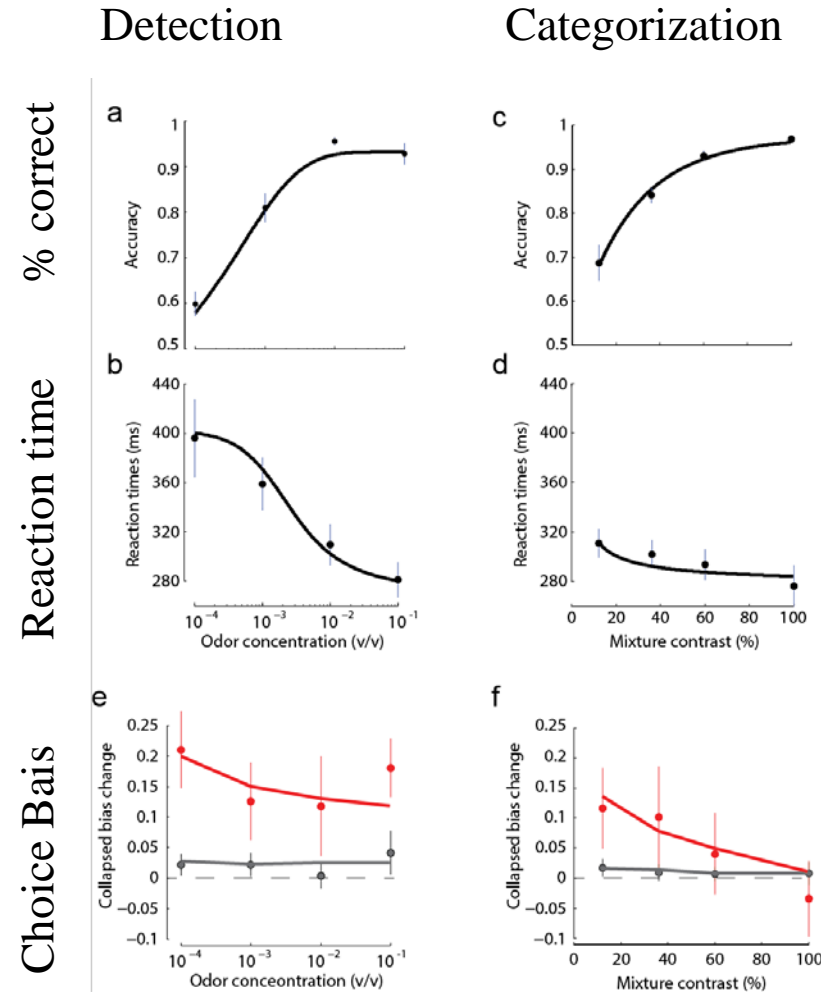 Detection
Categorization
% correct
Reaction time
Choice Bais
a
1
0.9
0.8
0.7
0.6
0.5
Accuracy
c
1
0.9
0.8
0.7
0.6
0.5
Accuracy
b
440
400
360
320
280
Reaction times (ms)
10⁻⁴ 10⁻³ 10⁻² 10⁻¹
Odor concentration (v/v)
d
440
400
360
320
280
Reaction times (ms)
0 20 40 60 80 100
Mixture contrast (%)
e
0.25
0.2
0.15
0.1
0.05
0
−0.05
−0.1
Collapsed bias change
10⁻⁴ 10⁻³ 10⁻² 10⁻¹
Odor conceontration (v/v)
f
0.25
0.2
0.15
0.1
0.05
0
−0.05
−0.1
Collapsed bias change
0 20 40 60 80 100
Mixture contrast (%)